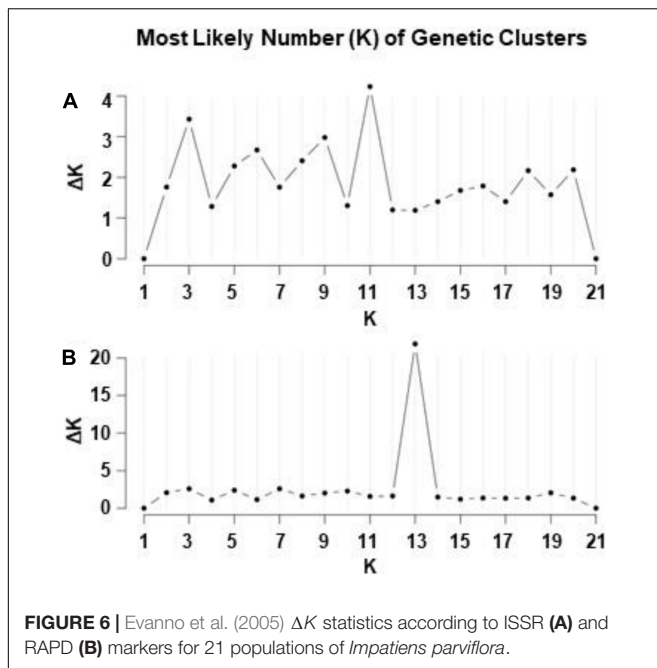 Most Likely Number (K) of Genetic Clusters
A
4
3
2
1
0
ΔK
1 3 5 7 9 11 13 15 17 19 21
K
B
20
15
10
5
0
ΔK
1 3 5 7 9 11 13 15 17 19 21
K
FIGURE 6 | Evanno et al. (2005) ΔK statistics according to ISSR (A) and
RAPD (B) markers for 21 populations of Impatiens parviflora.